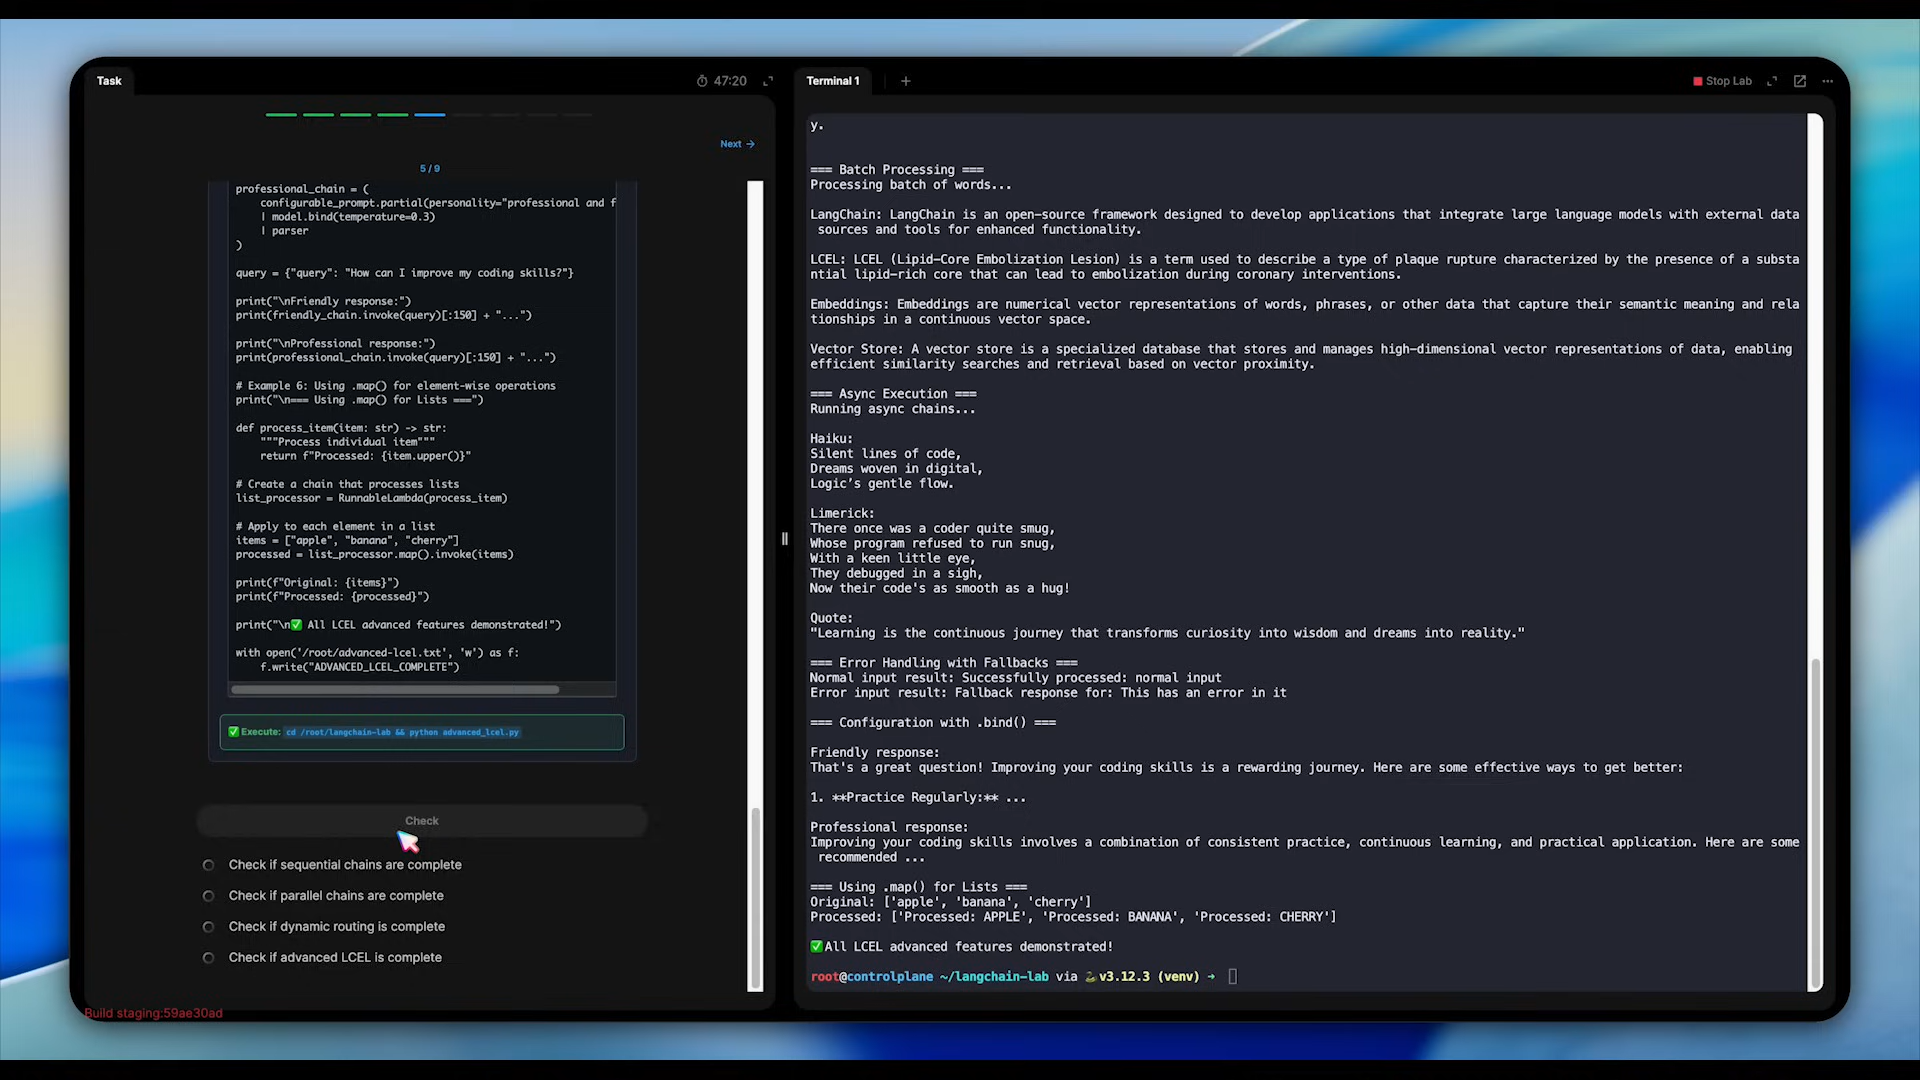 Task
47:20
Next →
5 / 9
professional_chain = (
configurable_prompt.partial(personality="professional and f
| model.bind(temperature=0.3)
| parser
)
query = {"query": "How can I improve my coding skills?"}
print("\nFriendly response:")
print(friendly_chain.invoke(query)[:150] + "...")
print("\nProfessional response:")
print(professional_chain.invoke(query)[:150] + "...")
# Example 6: Using .map() for element-wise operations
print("\n=== Using .map() for Lists ===")
def process_item(item: str) -> str:
"""Process individual item"""
return f"Processed: {item.upper()}"
# Create a chain that processes lists
list_processor = RunnableLambda(process_item)
# Apply to each element in a list
items = ["apple", "banana", "cherry"]
processed = list_processor.map().invoke(items)
print(f"Original: {items}")
print(f"Processed: {processed}")
print("\n✅ All LCEL advanced features demonstrated!")
with open('/root/advanced-lcel.txt', 'w') as f:
f.write("ADVANCED_LCEL_COMPLETE")
✅ Execute: cd /root/langchain-lab && python advanced_lcel.py
Check
Check if sequential chains are complete
Check if parallel chains are complete
Check if dynamic routing is complete
Check if advanced LCEL is complete
Build staging:59ae30ad
Terminal 1
+
Stop Lab
y.
=== Batch Processing ===
Processing batch of words...
LangChain: LangChain is an open-source framework designed to develop applications that integrate large language models with external data
sources and tools for enhanced functionality.
LCEL: LCEL (Lipid-Core Embolization Lesion) is a term used to describe a type of plaque rupture characterized by the presence of a substa
ntial lipid-rich core that can lead to embolization during coronary interventions.
Embeddings: Embeddings are numerical vector representations of words, phrases, or other data that capture their semantic meaning and rela
tionships in a continuous vector space.
Vector Store: A vector store is a specialized database that stores and manages high-dimensional vector representations of data, enabling
efficient similarity searches and retrieval based on vector proximity.
=== Async Execution ===
Running async chains...
Haiku:
Silent lines of code,
Dreams woven in digital,
Logic's gentle flow.
Limerick:
There once was a coder quite smug,
Whose program refused to run snug,
With a keen little eye,
They debugged in a sigh,
Now their code's as smooth as a hug!
Quote:
"Learning is the continuous journey that transforms curiosity into wisdom and dreams into reality."
=== Error Handling with Fallbacks ===
Normal input result: Successfully processed: normal input
Error input result: Fallback response for: This has an error in it
=== Configuration with .bind() ===
Friendly response:
That's a great question! Improving your coding skills is a rewarding journey. Here are some effective ways to get better:
1. **Practice Regularly:** ...
Professional response:
Improving your coding skills involves a combination of consistent practice, continuous learning, and practical application. Here are some
recommended ...
=== Using .map() for Lists ===
Original: ['apple', 'banana', 'cherry']
Processed: ['Processed: APPLE', 'Processed: BANANA', 'Processed: CHERRY']
✅All LCEL advanced features demonstrated!
root@controlplane ~/langchain-lab via 🐍v3.12.3 (venv) →